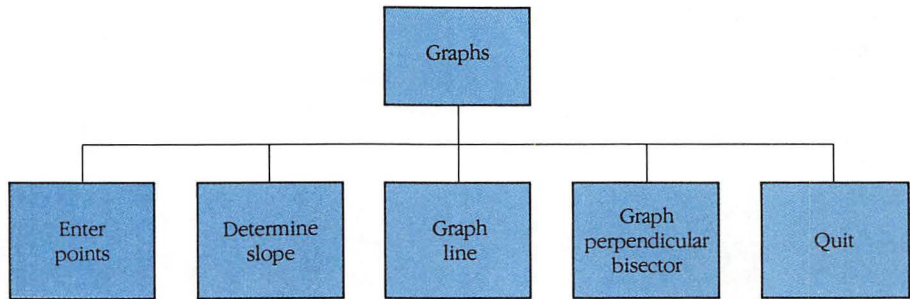 Graphs
Enter
points
Determine
slope
Graph
line
Graph
perpendicular
bisector
Quit